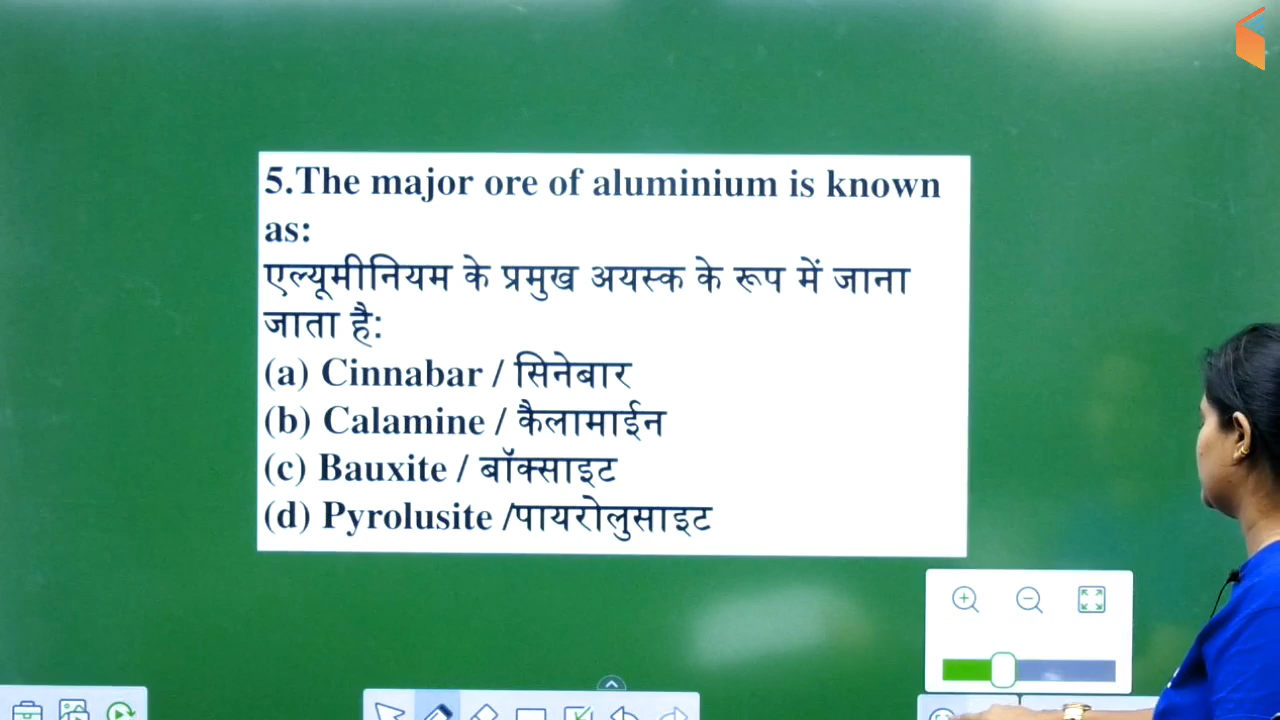 5.The major ore of aluminium is known
as:
एल्यूमीनियम के प्रमुख अयस्क के रूप में जाना
जाता है:
(a) Cinnabar / सिनेबार
(b) Calamine / कैलामाईन
(c) Bauxite / बॉक्साइट
(d) Pyrolusite /पायरोलुसाइट